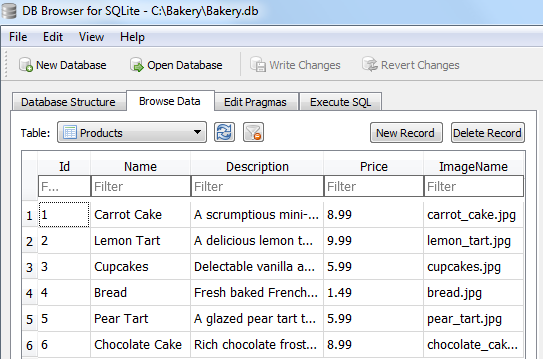 DB Browser for SQLite - C:\Bakery\Bakery.db
File Edit View Help
New Database Open Database Write Changes Revert Changes
Database Structure Browse Data Edit Pragmas Execute SQL
Table: Products New Record Delete Record
Id Name Description Price ImageName
F... Filter Filter Filter Filter
1 1 Carrot Cake A scrumptious mini-... 8.99 carrot_cake.jpg
2 2 Lemon Tart A delicious lemon t... 9.99 lemon_tart.jpg
3 3 Cupcakes Delectable vanilla a... 5.99 cupcakes.jpg
4 4 Bread Fresh baked French... 1.49 bread.jpg
5 5 Pear Tart A glazed pear tart t... 5.99 pear_tart.jpg
6 6 Chocolate Cake Rich chocolate frost... 8.99 chocolate_cak...